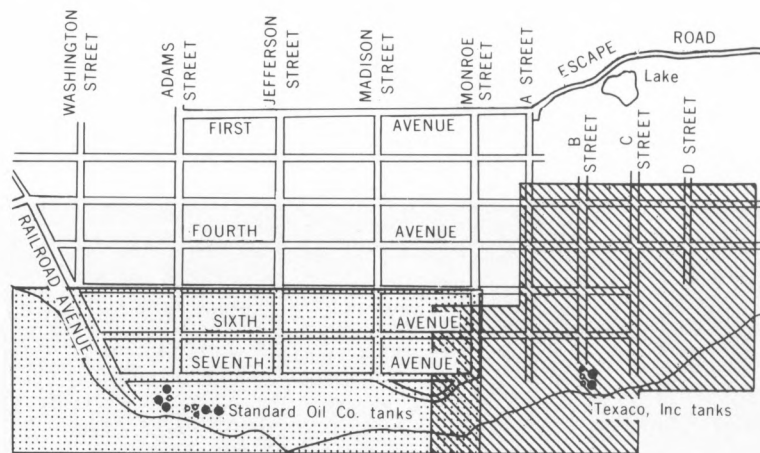 WASHINGTON
STREET
ADAMS
STREET
JEFFERSON
STREET
MADISON
STREET
MONROE
STREET
A STREET
ESCAPE ROAD
Lake
FIRST AVENUE
B
STREET
C
STREET
D STREET
FOURTH AVENUE
RAILROAD AVENUE
SIXTH AVENUE
SEVENTH AVENUE
Standard Oil Co. tanks
Texaco, Inc tanks